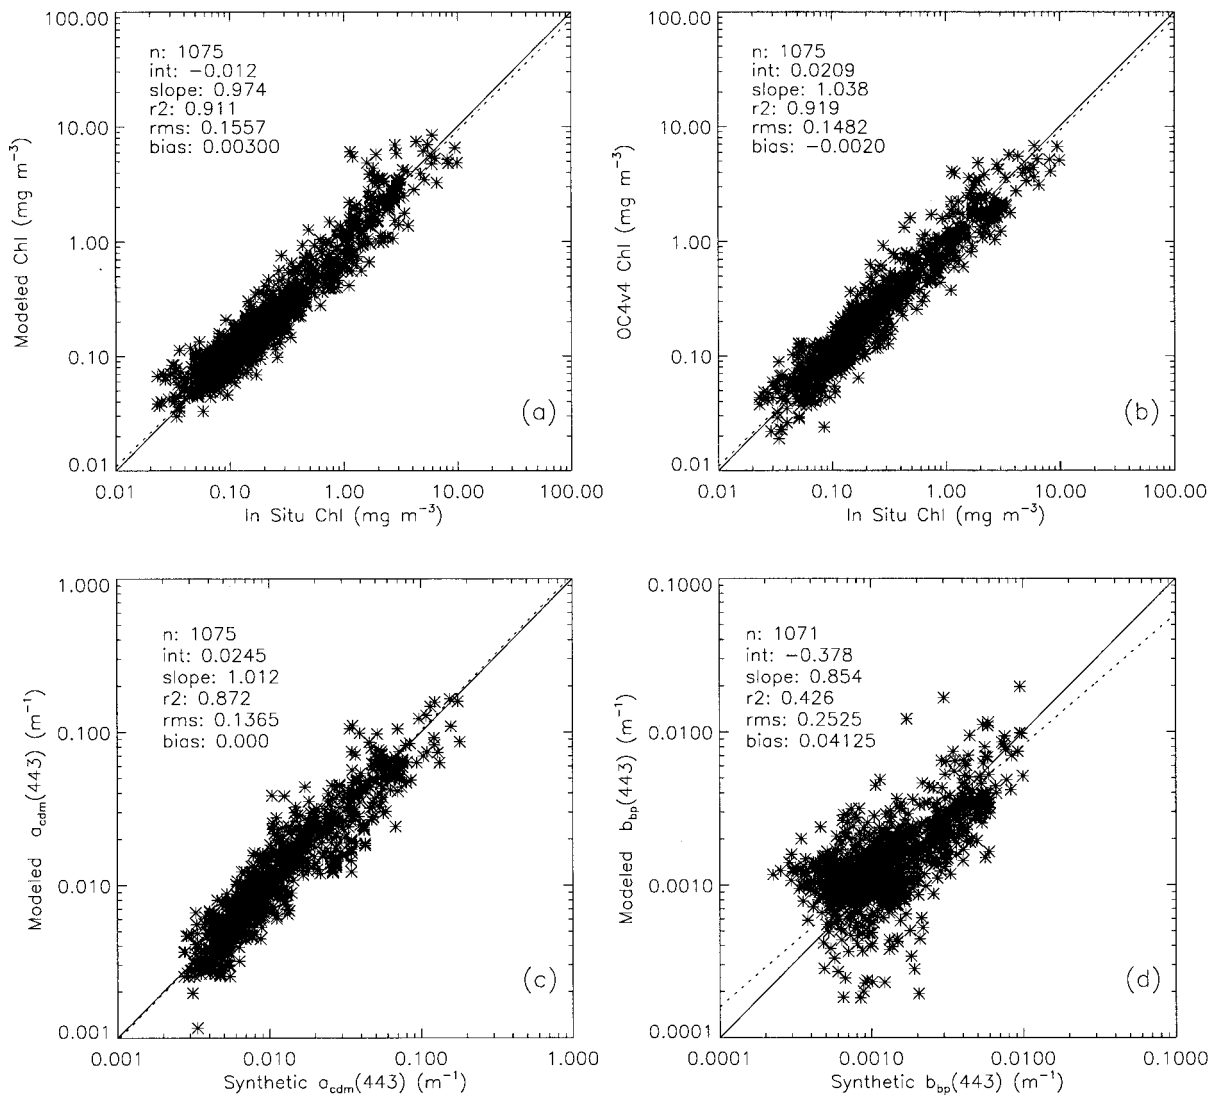 100.00
10.00
1.00
0.10
0.01
Modeled Chl (mg m⁻³)
n: 1075
int: −0.012
slope: 0.974
r2: 0.911
rms: 0.1557
bias: 0.00300
(a)
0.01 0.10 1.00 10.00 100.00
In Situ Chl (mg m⁻³)
100.00
10.00
1.00
0.10
0.01
OC4v4 Chl (mg m⁻³)
n: 1075
int: 0.0209
slope: 1.038
r2: 0.919
rms: 0.1482
bias: −0.0020
(b)
0.01 0.10 1.00 10.00 100.00
In Situ Chl (mg m⁻³)
1.000
0.100
0.010
0.001
Modeled a_cdm(443) (m⁻¹)
n: 1075
int: 0.0245
slope: 1.012
r2: 0.872
rms: 0.1365
bias: 0.000
(c)
0.001 0.010 0.100 1.000
Synthetic a_cdm(443) (m⁻¹)
0.1000
0.0100
0.0010
0.0001
Modeled b_bp(443) (m⁻¹)
n: 1071
int: −0.378
slope: 0.854
r2: 0.426
rms: 0.2525
bias: 0.04125
(d)
0.0001 0.0010 0.0100 0.1000
Synthetic b_bp(443) (m⁻¹)